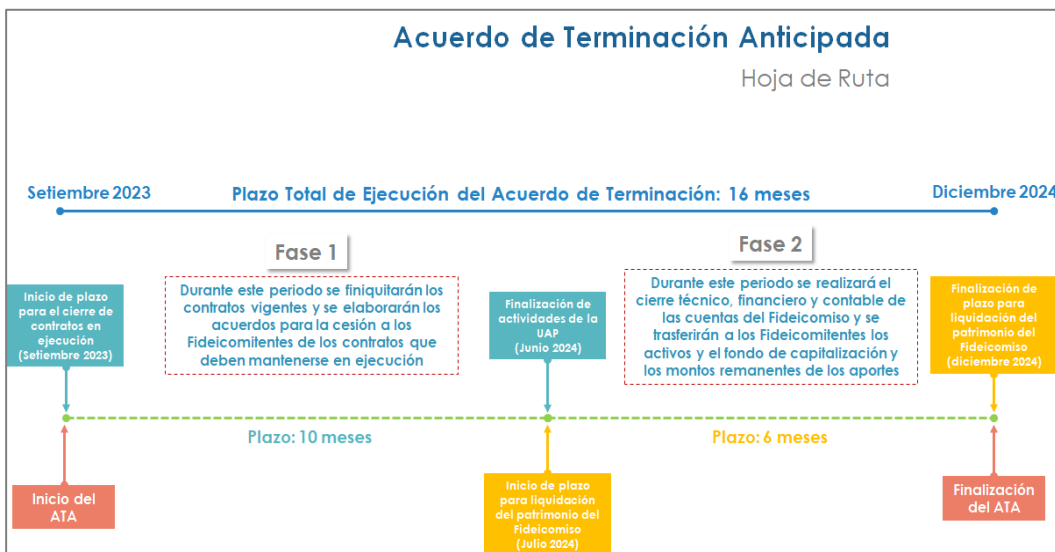 Acuerdo de Terminación Anticipada
Hoja de Ruta
Setiembre 2023
Plazo Total de Ejecución del Acuerdo de Terminación: 16 meses
Diciembre 2024
Fase 1
Fase 2
Inicio de plazo
para el cierre de
contratos en
ejecución
(Setiembre 2023)
Durante este periodo se finiquitarán los
contratos vigentes y se elaborarán los
acuerdos para la cesión a los
Fideicomitentes de los contratos que
deben mantenerse en ejecución
Finalización de
actividades de la
UAP
(Junio 2024)
Durante este periodo se realizará el
cierre técnico, financiero y contable de
las cuentas del Fideicomiso y se
trasferirán a los Fideicomitentes los
activos y el fondo de capitalización y
los montos remanentes de los aportes
Finalización de
plazo para
liquidación del
patrimonio del
Fideicomiso
(diciembre 2024)
Plazo: 10 meses
Plazo: 6 meses
Inicio del
ATA
Inicio de plazo
para liquidación
del patrimonio del
Fideicomiso
(Julio 2024)
Finalización
del ATA